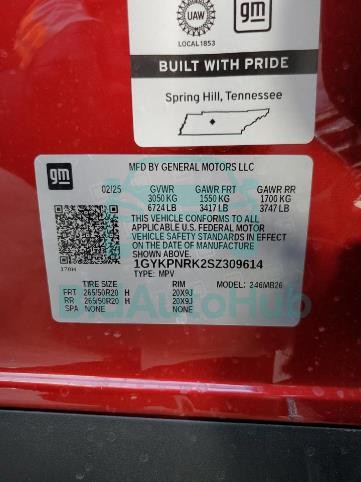 UAW
LOCAL1853
gm
BUILT WITH PRIDE
Spring Hill, Tennessee
gm
MFD BY GENERAL MOTORS LLC
02/25 GVWR GAWR FRT GAWR RR
3050 KG 1550 KG 1700 KG
6724 LB 3417 LB 3747 LB
THIS VEHICLE CONFORMS TO ALL
APPLICABLE U.S. FEDERAL MOTOR
VEHICLE SAFETY STANDARDS IN EFFECT
ON THE DATE OF MANUFACTURE
SHOWN ABOVE.
1GYKPNRK2SZ309614
TYPE: MPV MODEL: 246MB26
TIRE SIZE RIM
FRT 265/50R20 H 20X9J
RR 265/50R20 H 20X9J
SPA NONE NONE